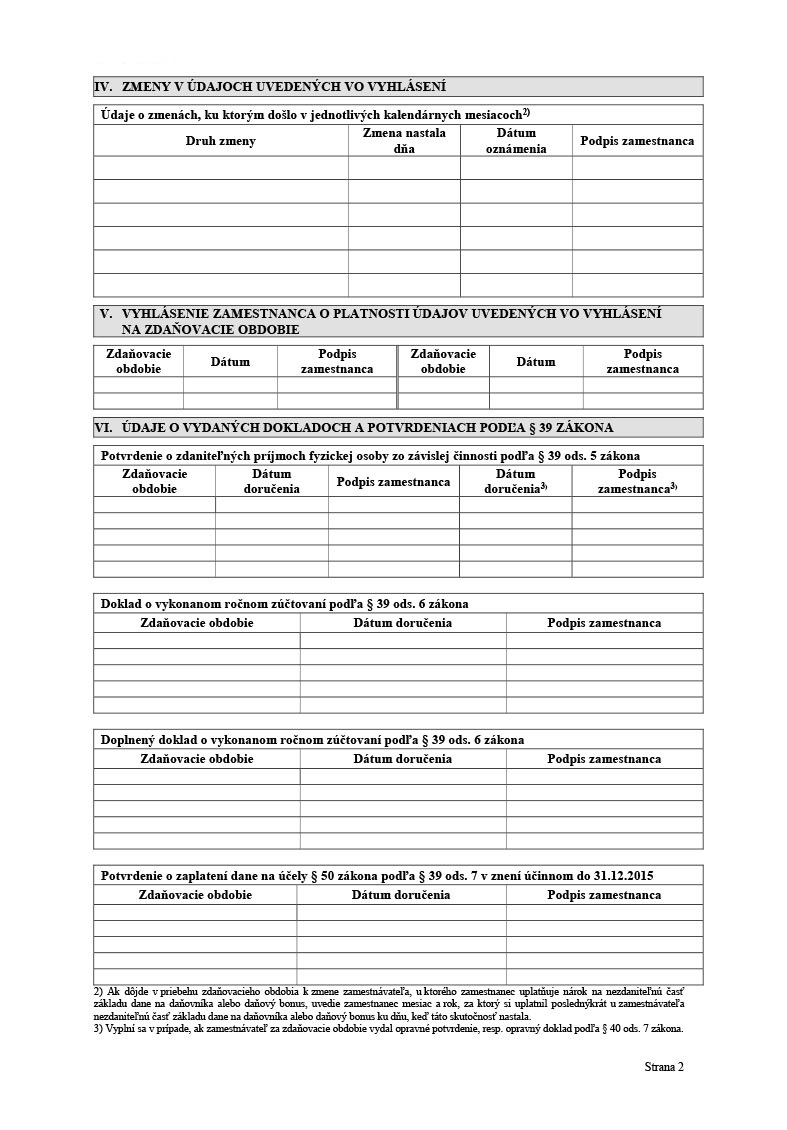 IV. ZMENY V ÚDAJOCH UVEDENÝCH VO VYHLÁSENÍ
Údaje o zmenách, ku ktorým došlo v jednotlivých kalendárnych mesiacoch2)
Druh zmeny
Zmena nastala
dňa
Dátum
oznámenia
Podpis zamestnanca
V. VYHLÁSENIE ZAMESTNANCA O PLATNOSTI ÚDAJOV UVEDENÝCH VO VYHLÁSENÍ
NA ZDAŇOVACIE OBDOBIE
Zdaňovacie
obdobie
Dátum
Podpis
zamestnanca
Zdaňovacie
obdobie
Dátum
Podpis
zamestnanca
VI. ÚDAJE O VYDANÝCH DOKLADOCH A POTVRDENIACH PODĽA § 39 ZÁKONA
Potvrdenie o zdaniteľných príjmoch fyzickej osoby zo závislej činnosti podľa § 39 ods. 5 zákona
Zdaňovacie
obdobie
Dátum
doručenia
Podpis zamestnanca
Dátum
doručenia3)
Podpis
zamestnanca3)
Doklad o vykonanom ročnom zúčtovaní podľa § 39 ods. 6 zákona
Zdaňovacie obdobie
Dátum doručenia
Podpis zamestnanca
Doplnený doklad o vykonanom ročnom zúčtovaní podľa § 39 ods. 6 zákona
Zdaňovacie obdobie
Dátum doručenia
Podpis zamestnanca
Potvrdenie o zaplatení dane na účely § 50 zákona podľa § 39 ods. 7 v znení účinnom do 31.12.2015
Zdaňovacie obdobie
Dátum doručenia
Podpis zamestnanca
2) Ak dôjde v priebehu zdaňovacieho obdobia k zmene zamestnávateľa, u ktorého zamestnanec uplatňuje nárok na nezdaniteľnú časť
základu dane na daňovníka alebo daňový bonus, uvedie zamestnanec mesiac a rok, za ktorý si uplatnil poslednýkrát u zamestnávateľa
nezdaniteľnú časť základu dane na daňovníka alebo daňový bonus ku dňu, keď táto skutočnosť nastala.
3) Vyplní sa v prípade, ak zamestnávateľ za zdaňovacie obdobie vydal opravné potvrdenie, resp. opravný doklad podľa § 40 ods. 7 zákona.
Strana 2